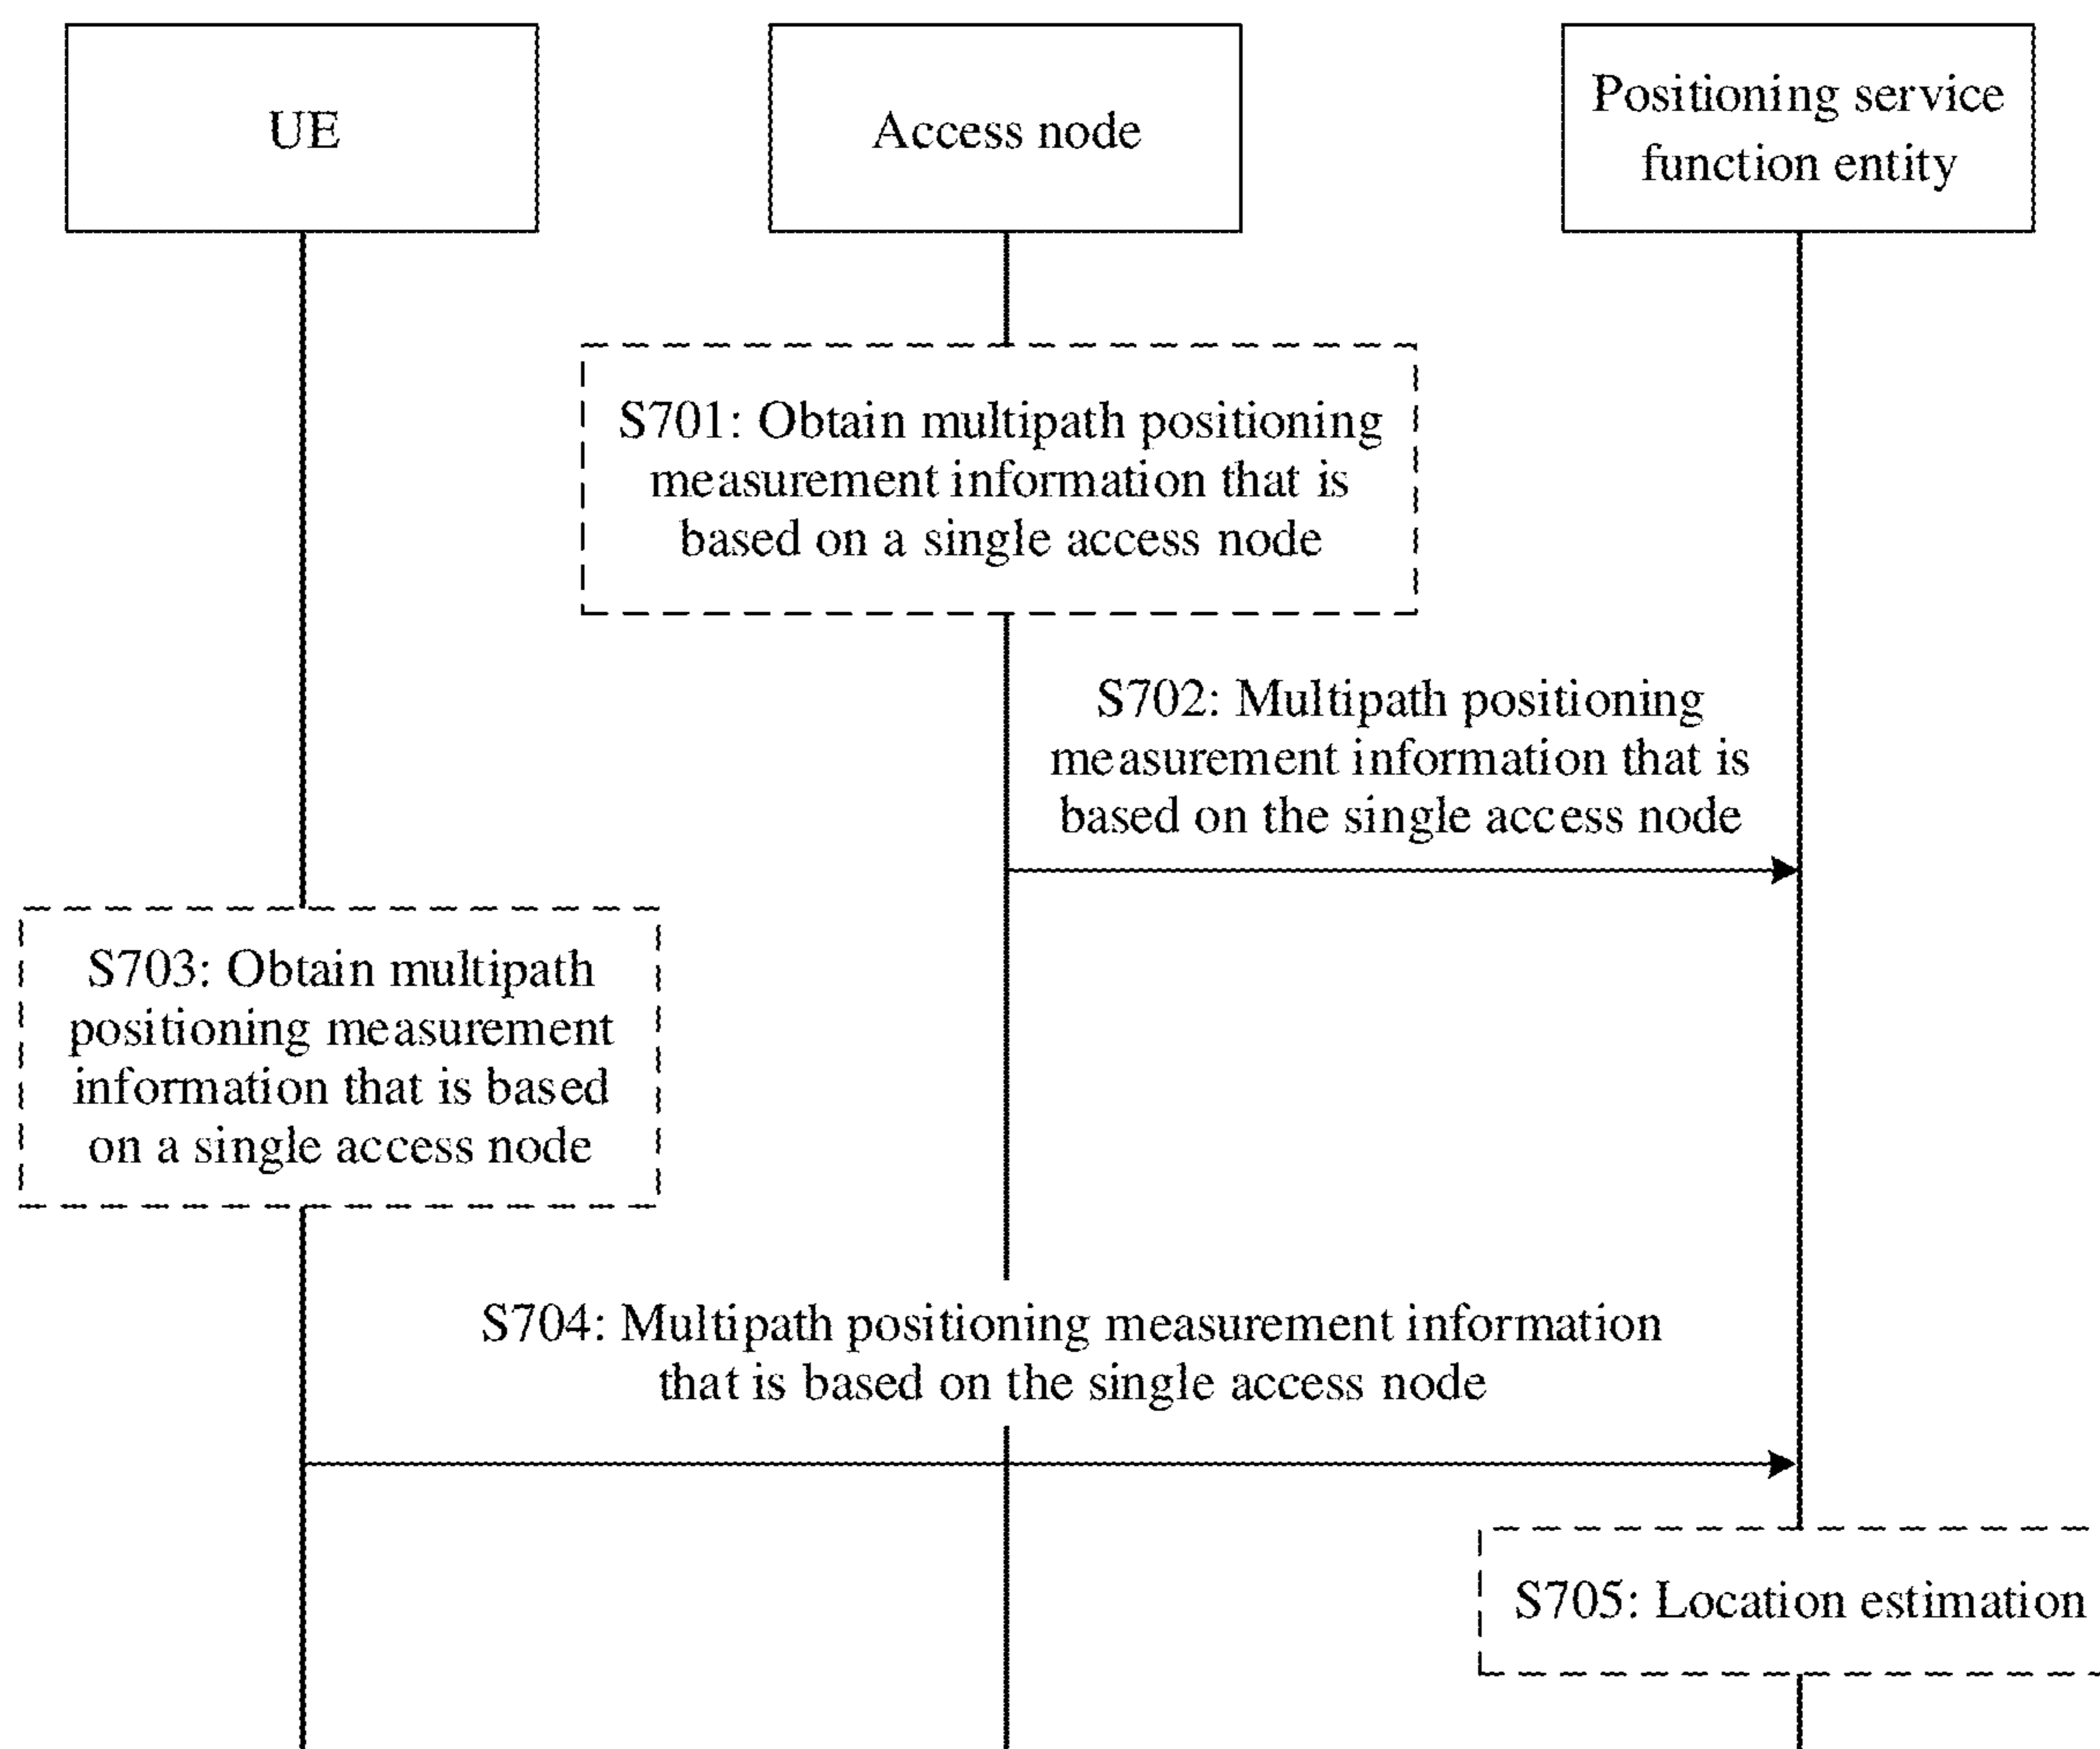 UE
Access node
Positioning service
function entity
S701: Obtain multipath positioning
measurement information that is
based on a single access node
S702: Multipath positioning
measurement information that is
based on the single access node
S703: Obtain multipath
positioning measurement
information that is based
on a single access node
S704: Multipath positioning measurement information
that is based on the single access node
S705: Location estimation